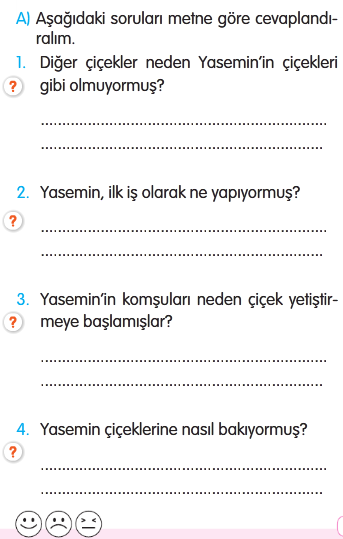 A) Aşağıdaki soruları metne göre cevaplandı-
ralım.
1. Diğer çiçekler neden Yasemin'in çiçekleri
? gibi olmuyormuş?
................................................................
................................................................
2. Yasemin, ilk iş olarak ne yapıyormuş?
?
................................................................
................................................................
3. Yasemin'in komşuları neden çiçek yetiştir-
? meye başlamışlar?
................................................................
................................................................
4. Yasemin çiçeklerine nasıl bakıyormuş?
?
................................................................
................................................................